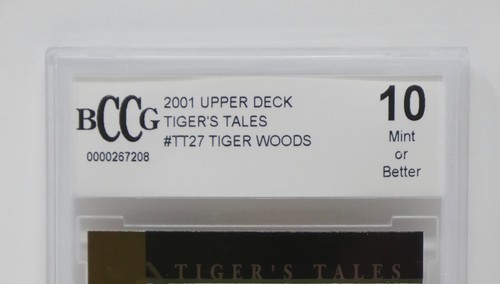 BCCG
0000267208
2001 UPPER DECK
TIGER'S TALES
#TT27 TIGER WOODS
10
Mint
or
Better
TIGER'S TALES